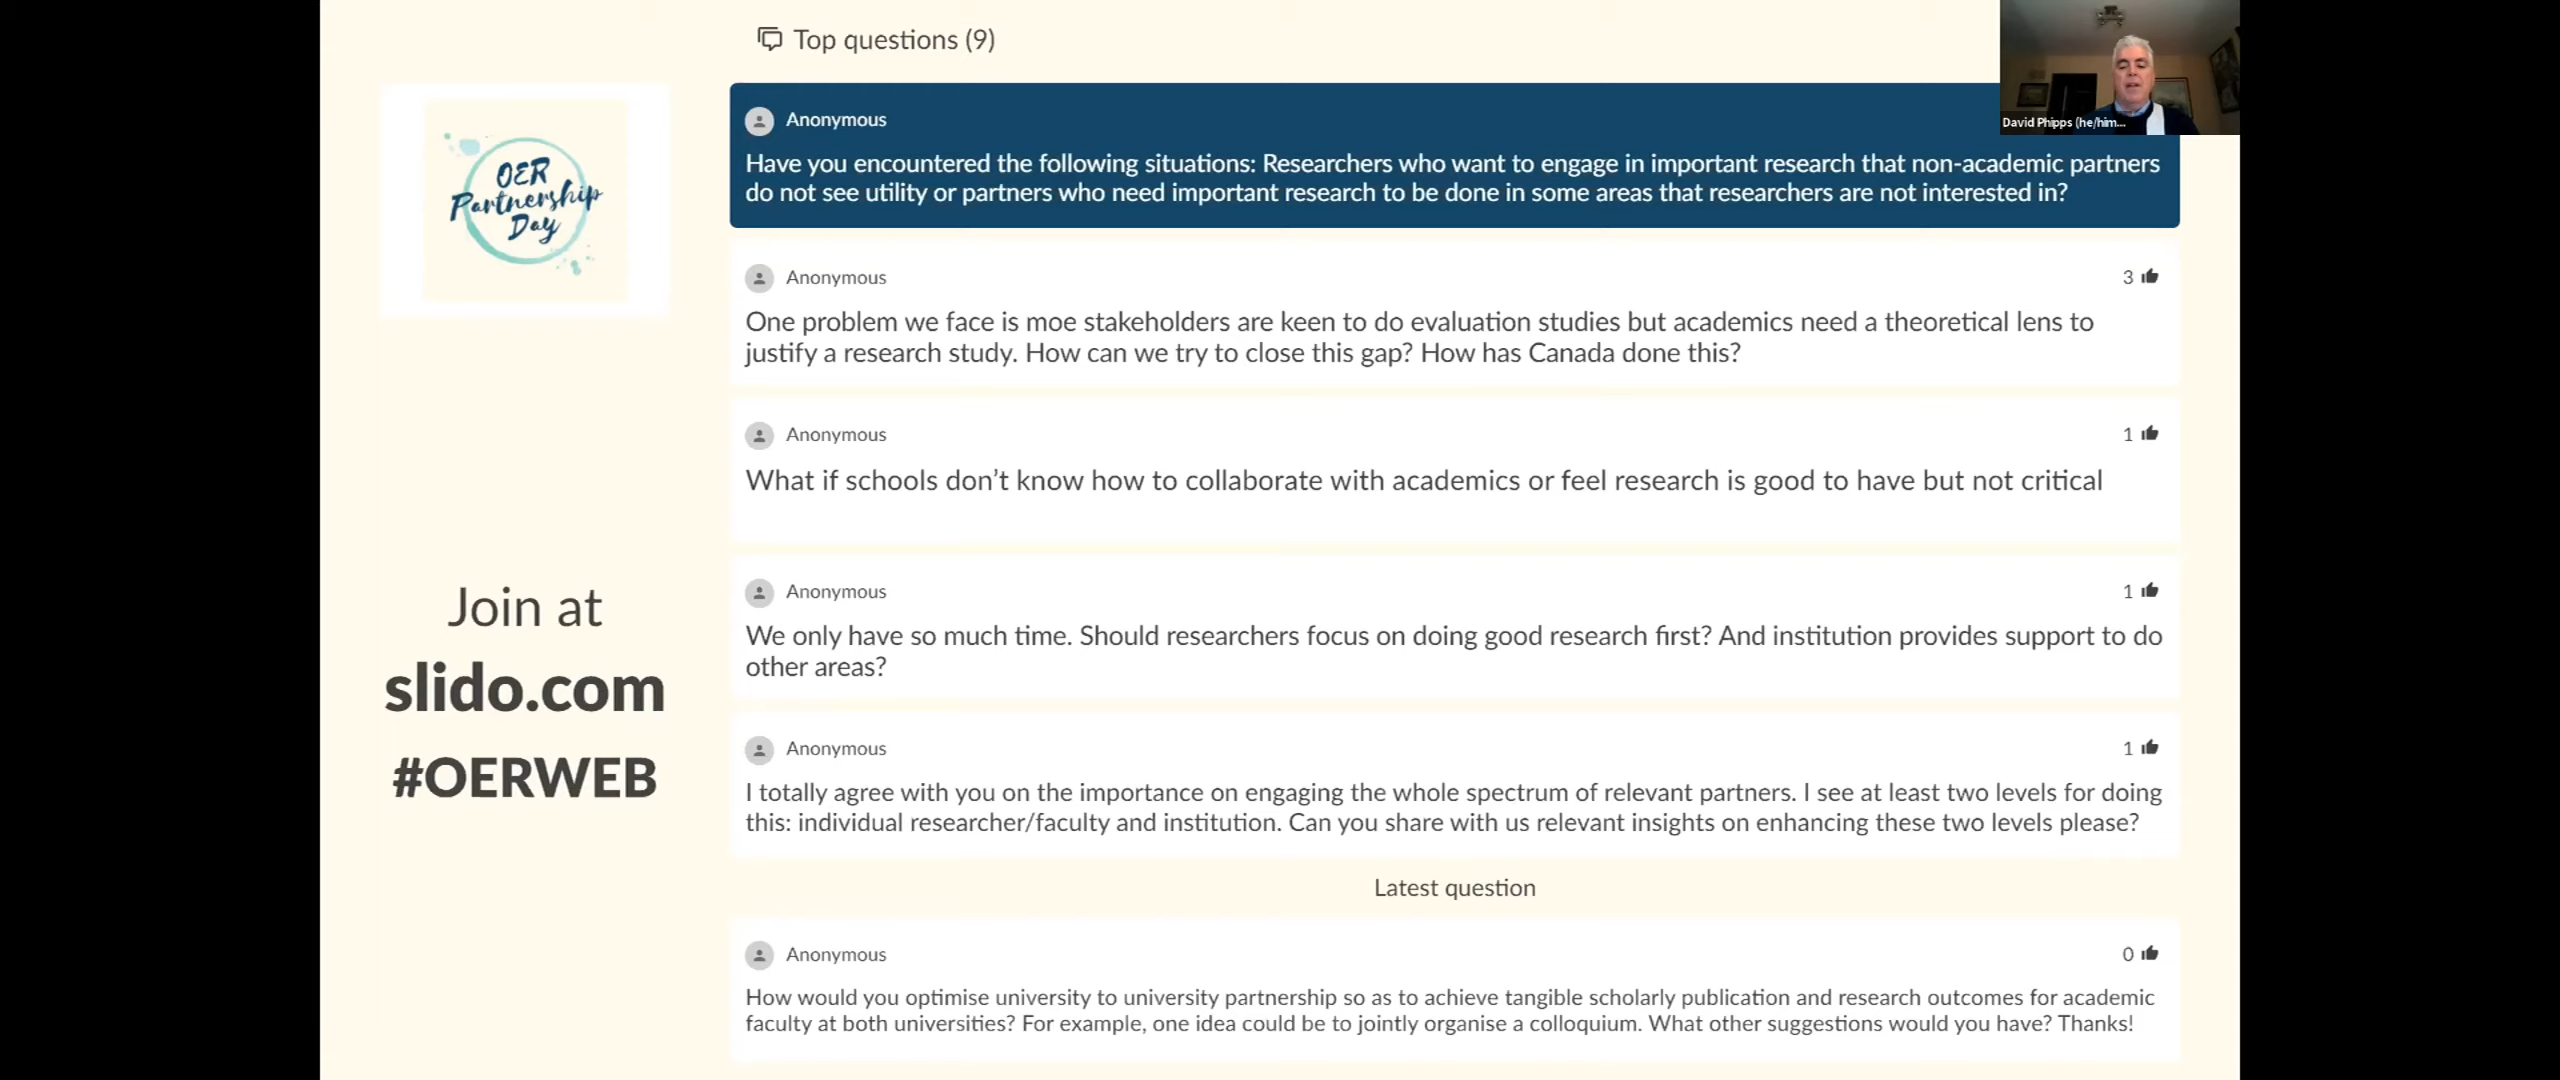 Top questions (9)
David Phipps (he/him...
Anonymous
Have you encountered the following situations: Researchers who want to engage in important research that non-academic partners
do not see utility or partners who need important research to be done in some areas that researchers are not interested in?
OER
Partnership
Day
Anonymous
3
One problem we face is moe stakeholders are keen to do evaluation studies but academics need a theoretical lens to
justify a research study. How can we try to close this gap? How has Canada done this?
Anonymous
1
What if schools don’t know how to collaborate with academics or feel research is good to have but not critical
Anonymous
1
We only have so much time. Should researchers focus on doing good research first? And institution provides support to do
other areas?
Join at
slido.com
#OERWEB
Anonymous
1
I totally agree with you on the importance on engaging the whole spectrum of relevant partners. I see at least two levels for doing
this: individual researcher/faculty and institution. Can you share with us relevant insights on enhancing these two levels please?
Latest question
Anonymous
0
How would you optimise university to university partnership so as to achieve tangible scholarly publication and research outcomes for academic
faculty at both universities? For example, one idea could be to jointly organise a colloquium. What other suggestions would you have? Thanks!